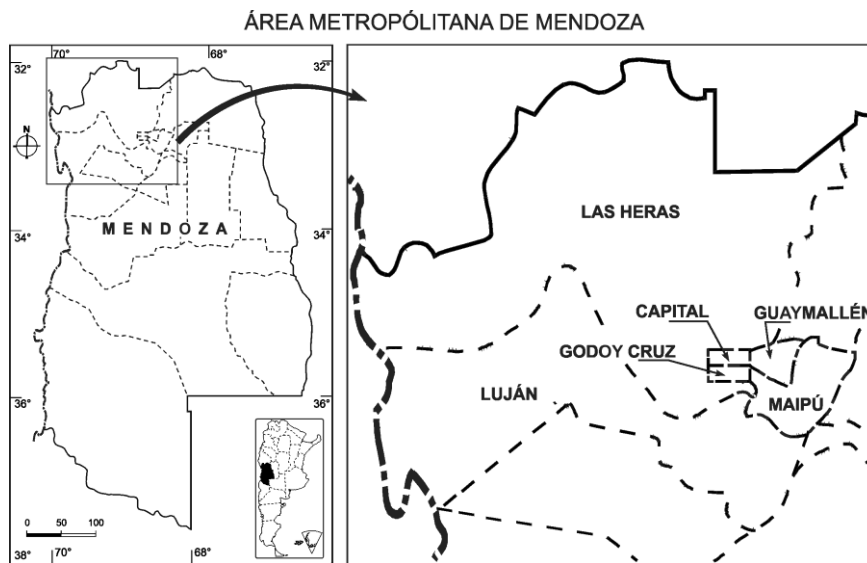 ÁREA METROPÓLITANA DE MENDOZA
70°
68°
32°
32°
N
MENDOZA
34°
34°
36°
36°
0 50 100
38°
70°
68°
LAS HERAS
CAPITAL
GUAYMALLÉN
GODOY CRUZ
LUJÁN
MAIPÚ